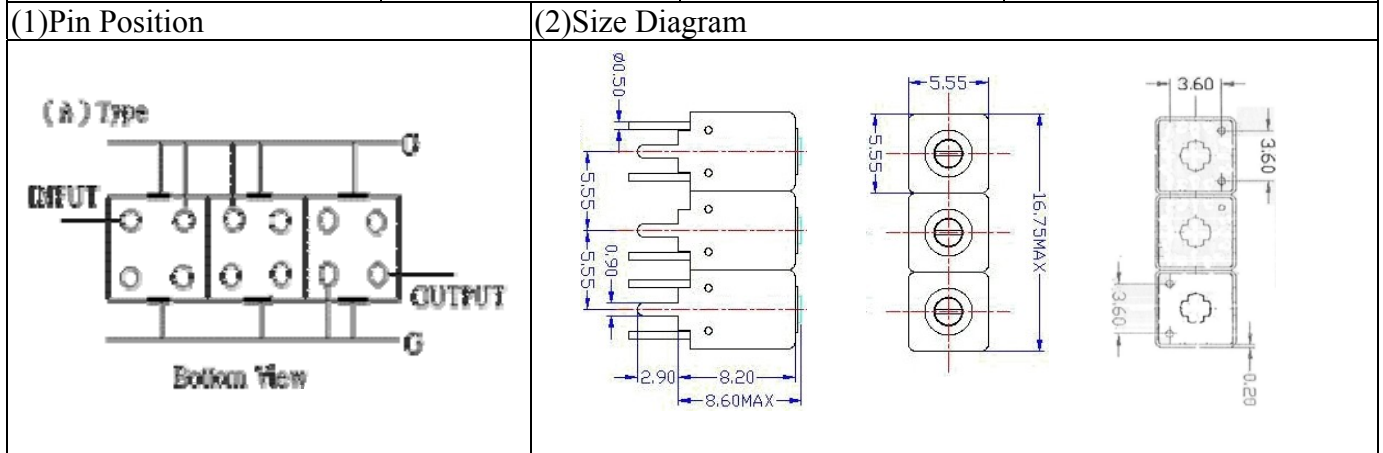 (1)Pin Position
(2)Size Diagram
(A) Type
G
INPUT
OUTPUT
G
Bottom View
ø0.50
5.55
5.55
0.90
2.90
8.20
8.60MAX
5.55
5.55
16.75MAX
3.60
3.60
3.60
0.20